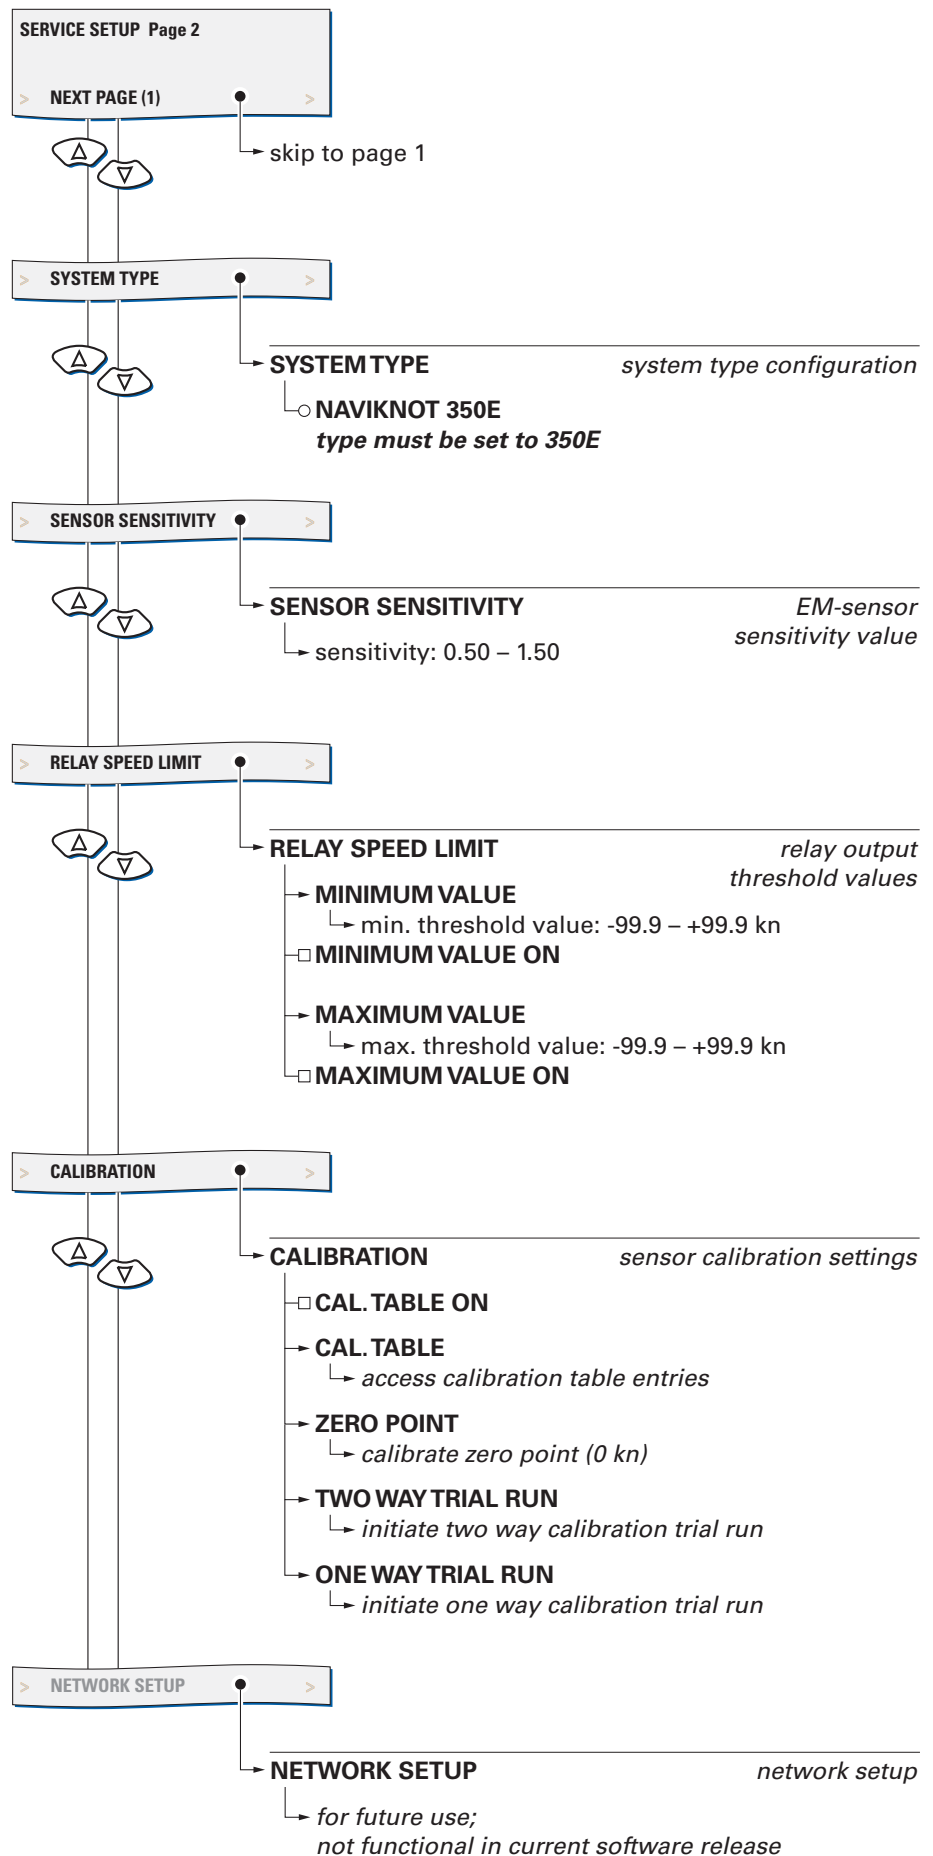 SERVICE SETUP Page 2
> NEXT PAGE (1) >
skip to page 1
> SYSTEM TYPE >
SYSTEM TYPE system type configuration
NAVIKNOT 350E
type must be set to 350E
> SENSOR SENSITIVITY >
SENSOR SENSITIVITY EM-sensor
sensitivity value
sensitivity: 0.50 – 1.50
> RELAY SPEED LIMIT >
RELAY SPEED LIMIT relay output
threshold values
MINIMUM VALUE
min. threshold value: -99.9 – +99.9 kn
MINIMUM VALUE ON
MAXIMUM VALUE
max. threshold value: -99.9 – +99.9 kn
MAXIMUM VALUE ON
> CALIBRATION >
CALIBRATION sensor calibration settings
CAL. TABLE ON
CAL. TABLE
access calibration table entries
ZERO POINT
calibrate zero point (0 kn)
TWO WAY TRIAL RUN
initiate two way calibration trial run
ONE WAY TRIAL RUN
initiate one way calibration trial run
> NETWORK SETUP >
NETWORK SETUP network setup
for future use;
not functional in current software release